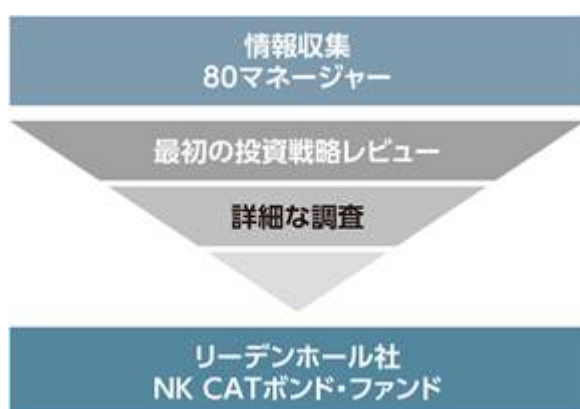 情報収集
80マネージャー
最初の投資戦略レビュー
詳細な調査
リーデンホール社
NK CATボンド・ファンド